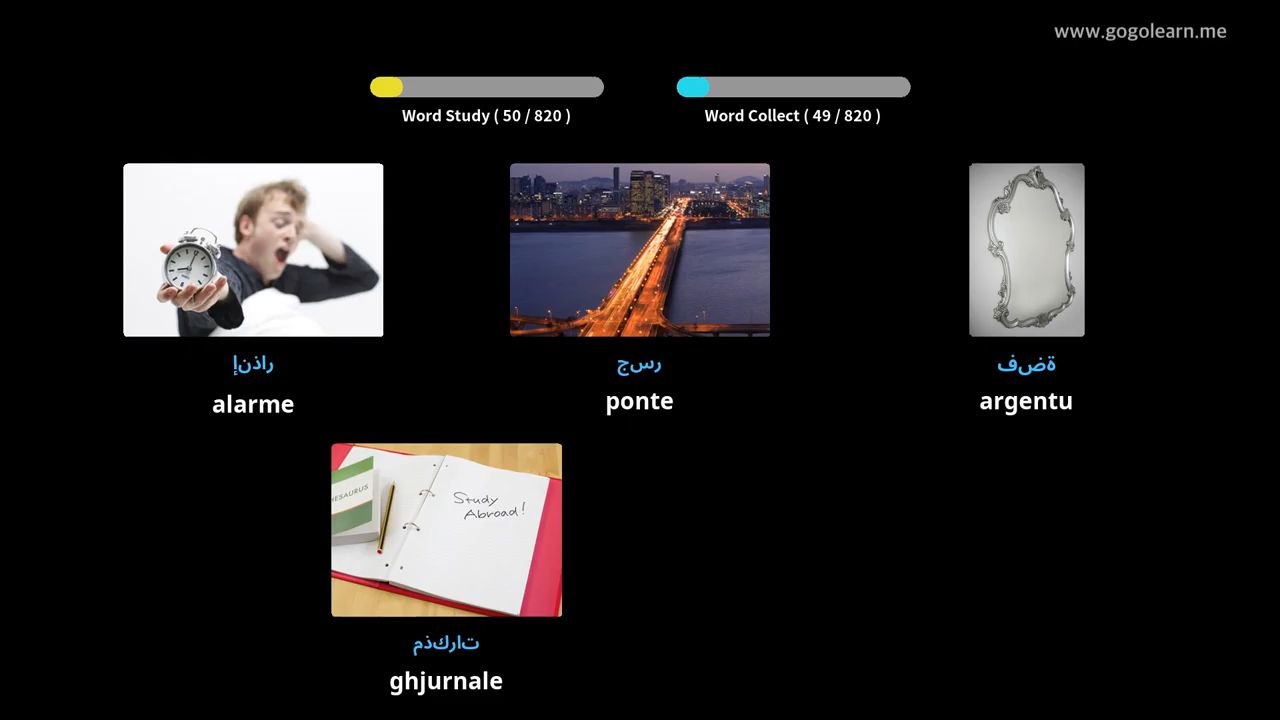 www.gogolearn.me
Word Study ( 50 / 820 )
Word Collect ( 49 / 820 )
راذنإ
alarme
رسج
ponte
ةضف
argentu
THESAURUS
Study
Abroad!
تاركذم
ghjurnale